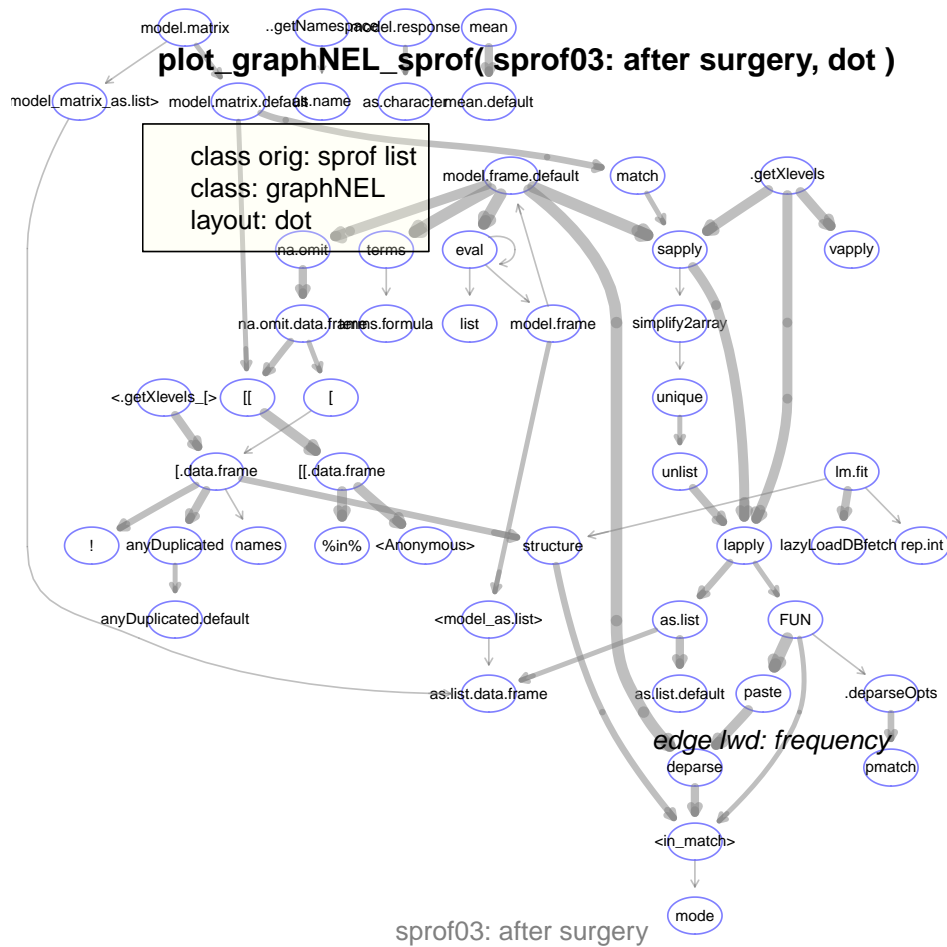 model.matrix
..getNamespace
model.response
mean
plot_graphNEL_sprof( sprof03: after surgery, dot )
model_matrix_as.list>
model.matrix.default
as.name
as.character
mean.default
class orig: sprof list
class: graphNEL
layout: dot
model.frame.default
match
.getXlevels
na.omit
terms
eval
sapply
vapply
na.omit.data.frame
terms.formula
list
model.frame
simplify2array
<.getXlevels_[>
[[
[
unique
[.data.frame
[[.data.frame
unlist
lm.fit
!
anyDuplicated
names
%in%
<Anonymous>
structure
lapply
lazyLoadDBfetch
rep.int
anyDuplicated.default
<model_as.list>
as.list
FUN
as.list.data.frame
as.list.default
paste
.deparseOpts
edge lwd: frequency
deparse
pmatch
<in_match>
mode
sprof03: after surgery